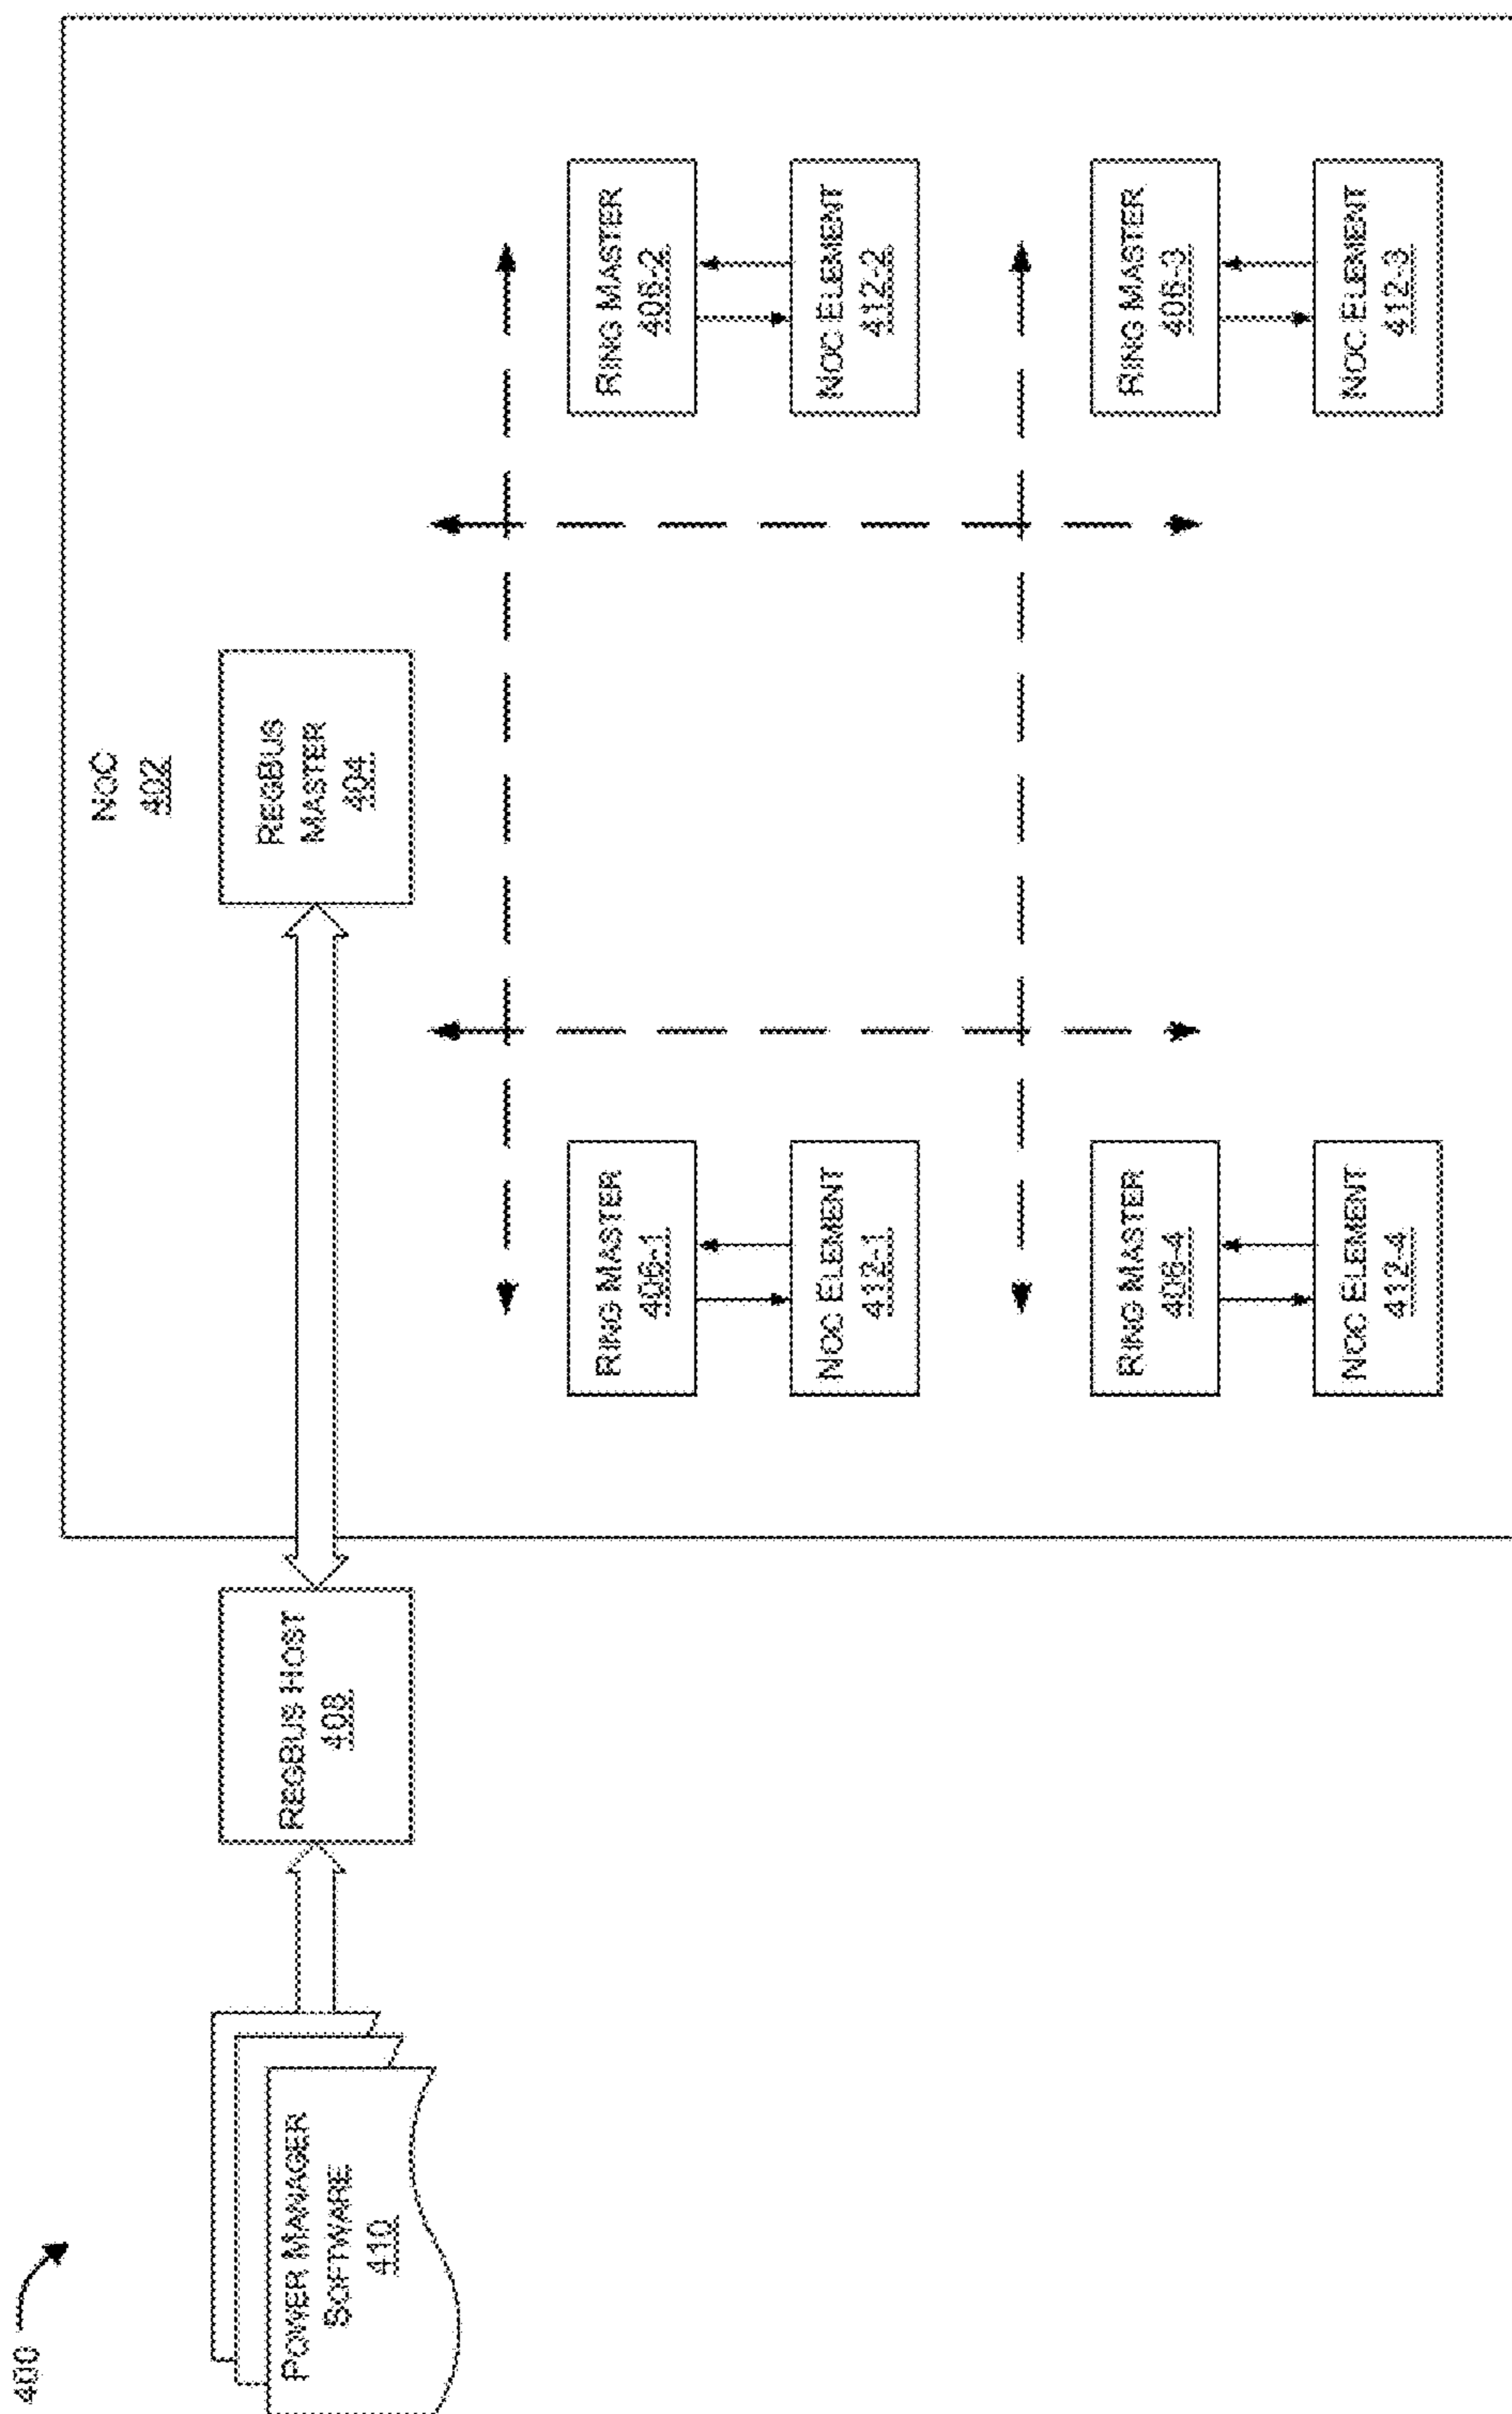 400
POWER MANAGER
SOFTWARE
410
REGBUS HOST
408
NOC
402
REGBUS
MASTER
404
RING MASTER
406-1
NOC ELEMENT
412-1
RING MASTER
406-2
NOC ELEMENT
412-2
RING MASTER
406-4
NOC ELEMENT
412-4
RING MASTER
406-3
NOC ELEMENT
412-3